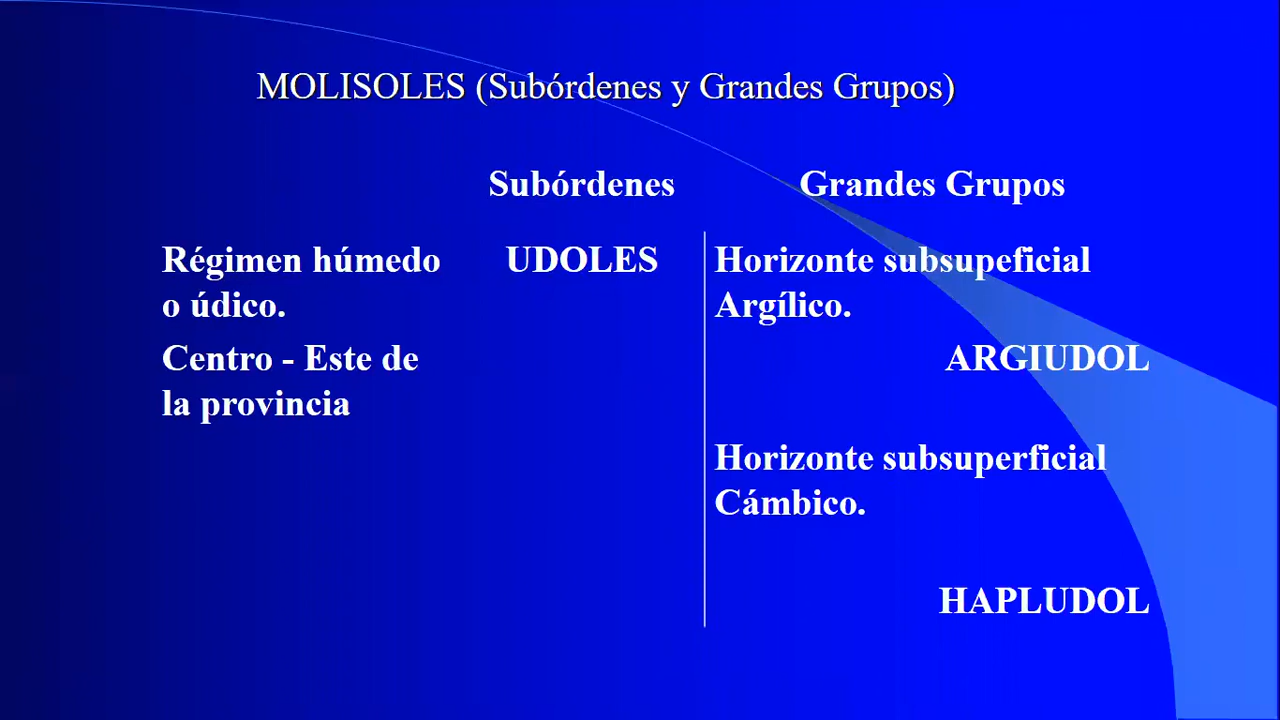 MOLISOLES (Subórdenes y Grandes Grupos)
Subórdenes
Grandes Grupos
Régimen húmedo
o údico.
Centro - Este de
la provincia
UDOLES
Horizonte subsupeficial
Argílico.
ARGIUDOL
Horizonte subsuperficial
Cámbico.
HAPLUDOL